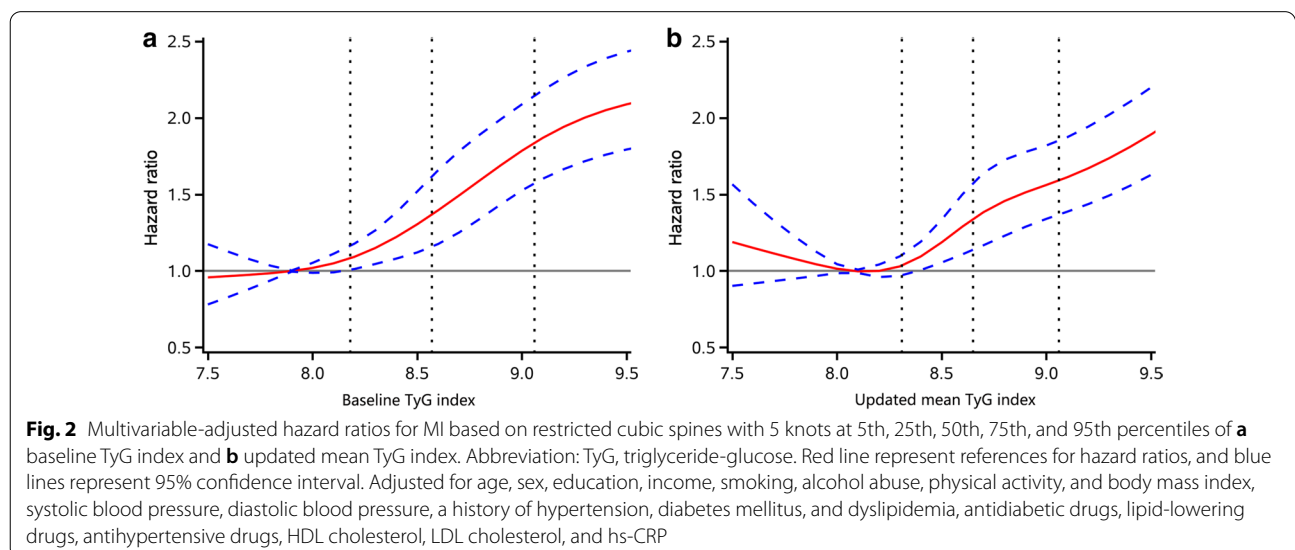 a
b
2.5
2.0
1.5
1.0
0.5
Hazard ratio
7.5 8.0 8.5 9.0 9.5
Baseline TyG index
2.5
2.0
1.5
1.0
0.5
Hazard ratio
7.5 8.0 8.5 9.0 9.5
Updated mean TyG index
Fig. 2 Multivariable-adjusted hazard ratios for MI based on restricted cubic spines with 5 knots at 5th, 25th, 50th, 75th, and 95th percentiles of a
baseline TyG index and b updated mean TyG index. Abbreviation: TyG, triglyceride-glucose. Red line represent references for hazard ratios, and blue
lines represent 95% confidence interval. Adjusted for age, sex, education, income, smoking, alcohol abuse, physical activity, and body mass index,
systolic blood pressure, diastolic blood pressure, a history of hypertension, diabetes mellitus, and dyslipidemia, antidiabetic drugs, lipid-lowering
drugs, antihypertensive drugs, HDL cholesterol, LDL cholesterol, and hs-CRP